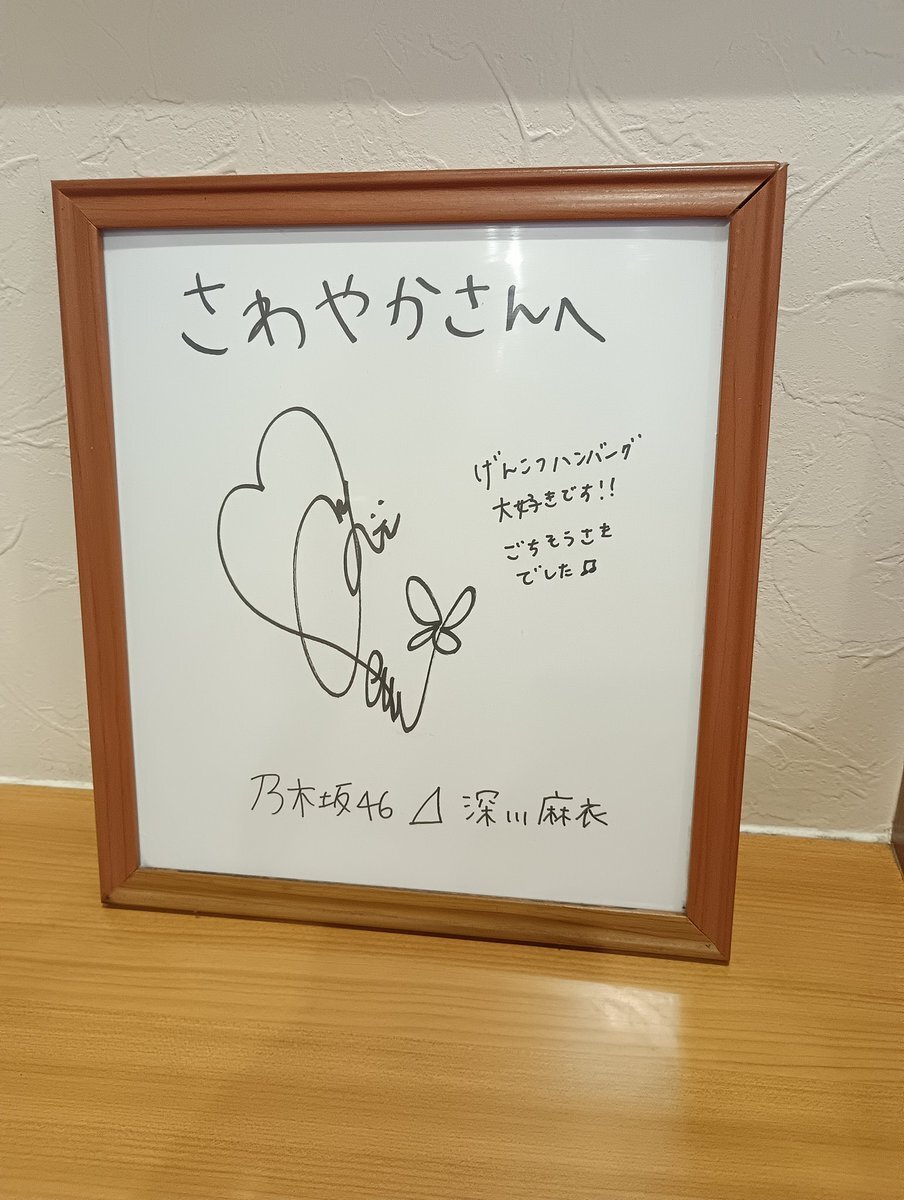 さわやかさんへ
げんこつハンバーグ
大好きです!!
ごちそうさま
でした♫
乃木坂46 ⊿ 深川麻衣